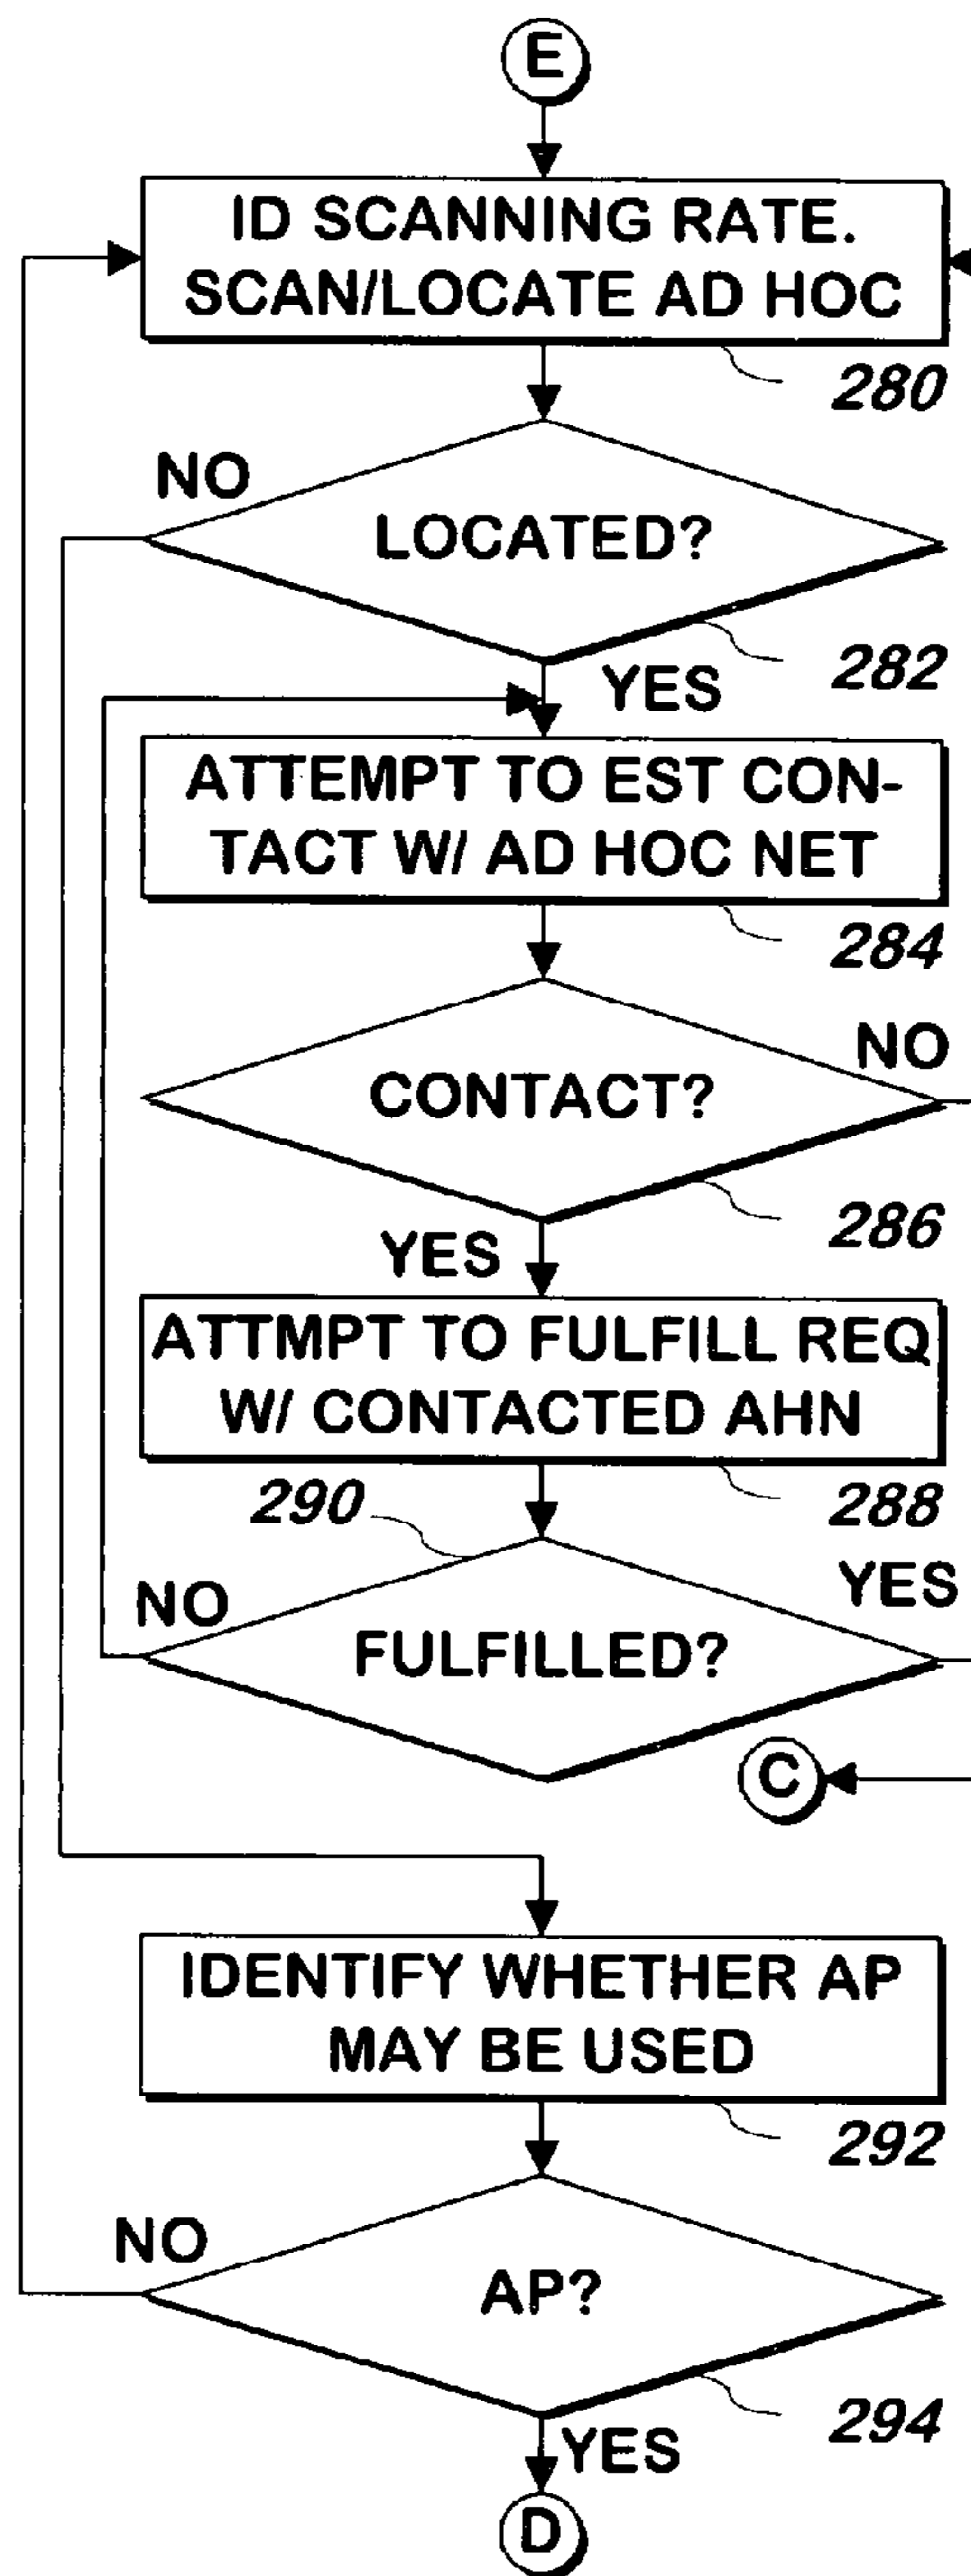 E
ID SCANNING RATE.
SCAN/LOCATE AD HOC
280
NO
LOCATED?
282
YES
ATTEMPT TO EST CON-
TACT W/ AD HOC NET
284
NO
CONTACT?
286
YES
ATTMPT TO FULFILL REQ
W/ CONTACTED AHN
290
288
YES
NO
FULFILLED?
C
IDENTIFY WHETHER AP
MAY BE USED
292
NO
AP?
294
YES
D